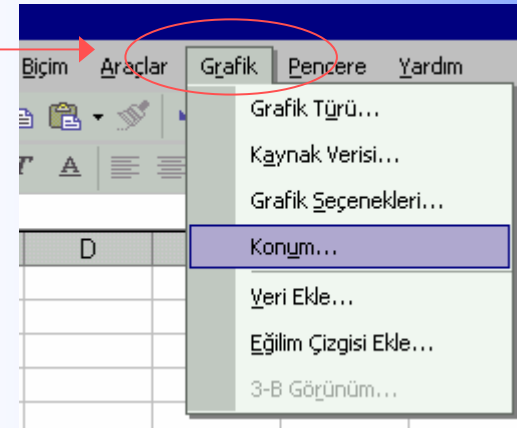 Biçim Araçlar Grafik Pencere Yardım
Grafik Türü...
Kaynak Verisi...
Grafik Seçenekleri...
Konum...
Veri Ekle...
Eğilim Çizgisi Ekle...
3-B Görünüm...
A
D